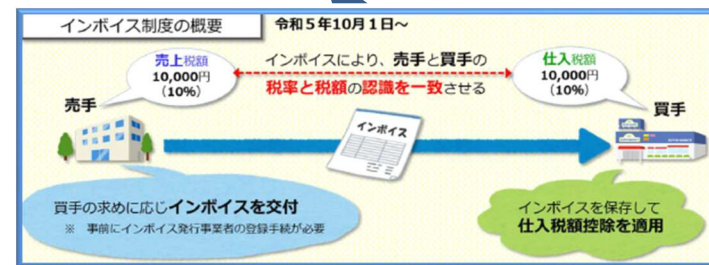 インボイス制度の概要
令和５年10月１日～
売上税額
10,000円
（10%）
インボイスにより、売手と買手の
税率と税額の認識を一致させる
仕入税額
10,000円
（10%）
売手
買手
インボイス
買手の求めに応じインボイスを交付
※　事前にインボイス発行事業者の登録手続が必要
インボイスを保存して
仕入税額控除を適用